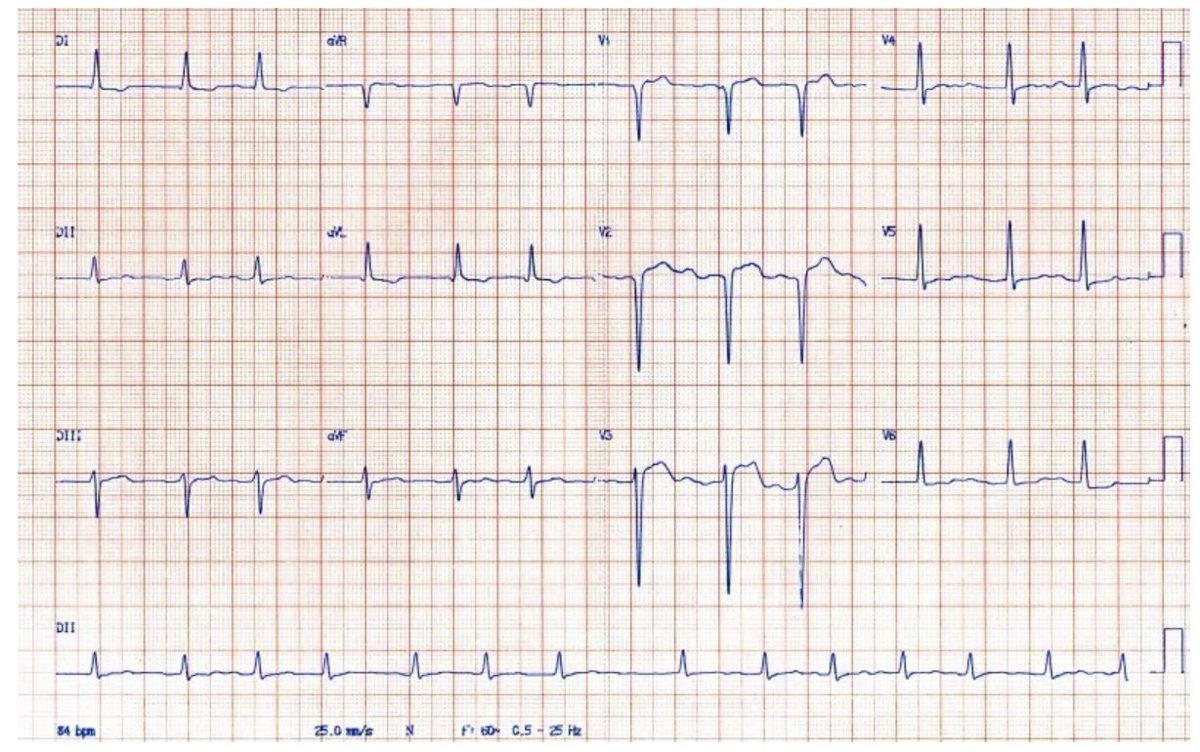 DI aVR V1 V4
DII aVL V2 V5
DIII aVF V3 V6
DII
84 bpm 25.0 mm/s N f: 60~ 0.5 - 25 Hz